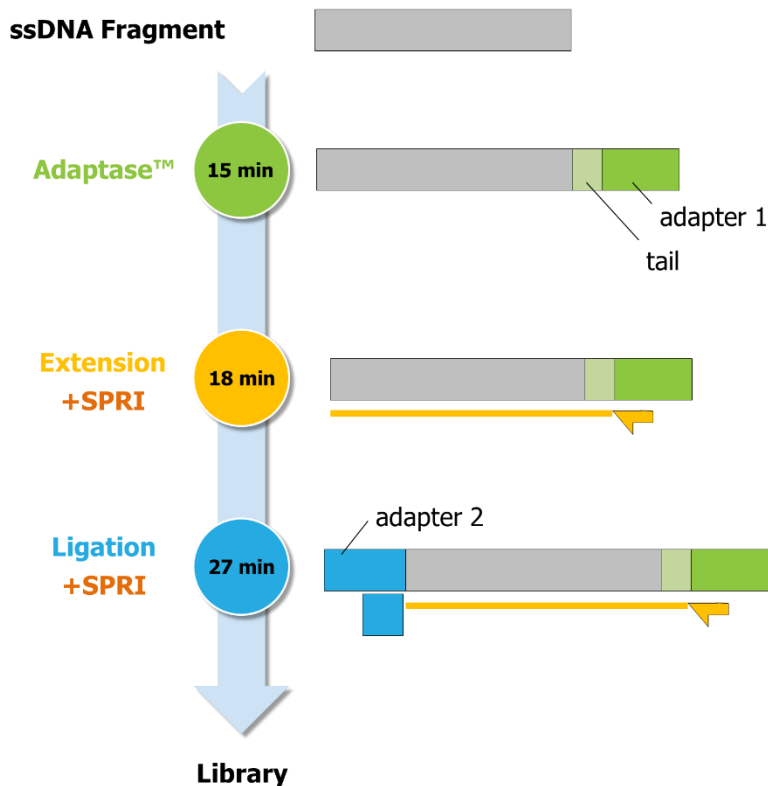 ssDNA Fragment
Adaptase™
15 min
adapter 1
tail
Extension
+SPRI
18 min
adapter 2
Ligation
+SPRI
27 min
Library